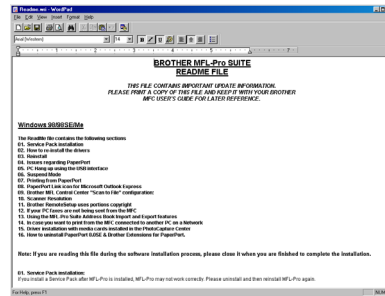 Readme.wri - WordPad
File Edit View Insert Format Help
Arial (Western) 14 B U
1 2 3 4 5 6 7
BROTHER MFL-Pro SUITE
README FILE
THIS FILE CONTAINS IMPORTANT UPDATE INFORMATION.
PLEASE PRINT A COPY OF THIS FILE AND KEEP IT WITH YOUR BROTHER
MFC USER'S GUIDE FOR LATER REFERENCE.
Windows 98/98SE/Me
The ReadMe file contains the following sections
01. Service Pack installation
02. How to re-install the drivers
03. Reinstall
04. Issues regarding PaperPort
05. PC Hang up using the USB interface
06. Suspend Mode
07. Printing from PaperPort
08. PaperPort Link icon for Microsoft Outlook Express
09. Brother MFL Control Center "Scan to File" configuration:
10. Scanner Resolution
11. Brother RemoteSetup uses portions copyright
12. If your PC faxes are not being sent from the MFC
13. Using the MFL Pro Suite Address Book Import and Export features
14. In case you want to print from the MFC connected to another PC on a Network
15. Driver installation with media cards installed in the PhotoCapture Center
16. How to uninstall PaperPort 9.0SE & Brother Extensions for PaperPort.
Note: If you are reading this file during the software installation process, please close it when you are finished to complete the installation.
01. Service Pack installation:
If you install a Service Pack after MFL-Pro is installed, MFL-Pro may not work correctly. Please uninstall and then reinstall MFL-Pro again.
For Help, press F1
NUM